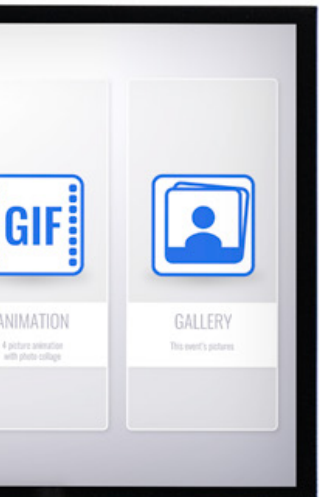 GIF
ANIMATION
4 picture animation
with photo collage
GALLERY
This event's pictures